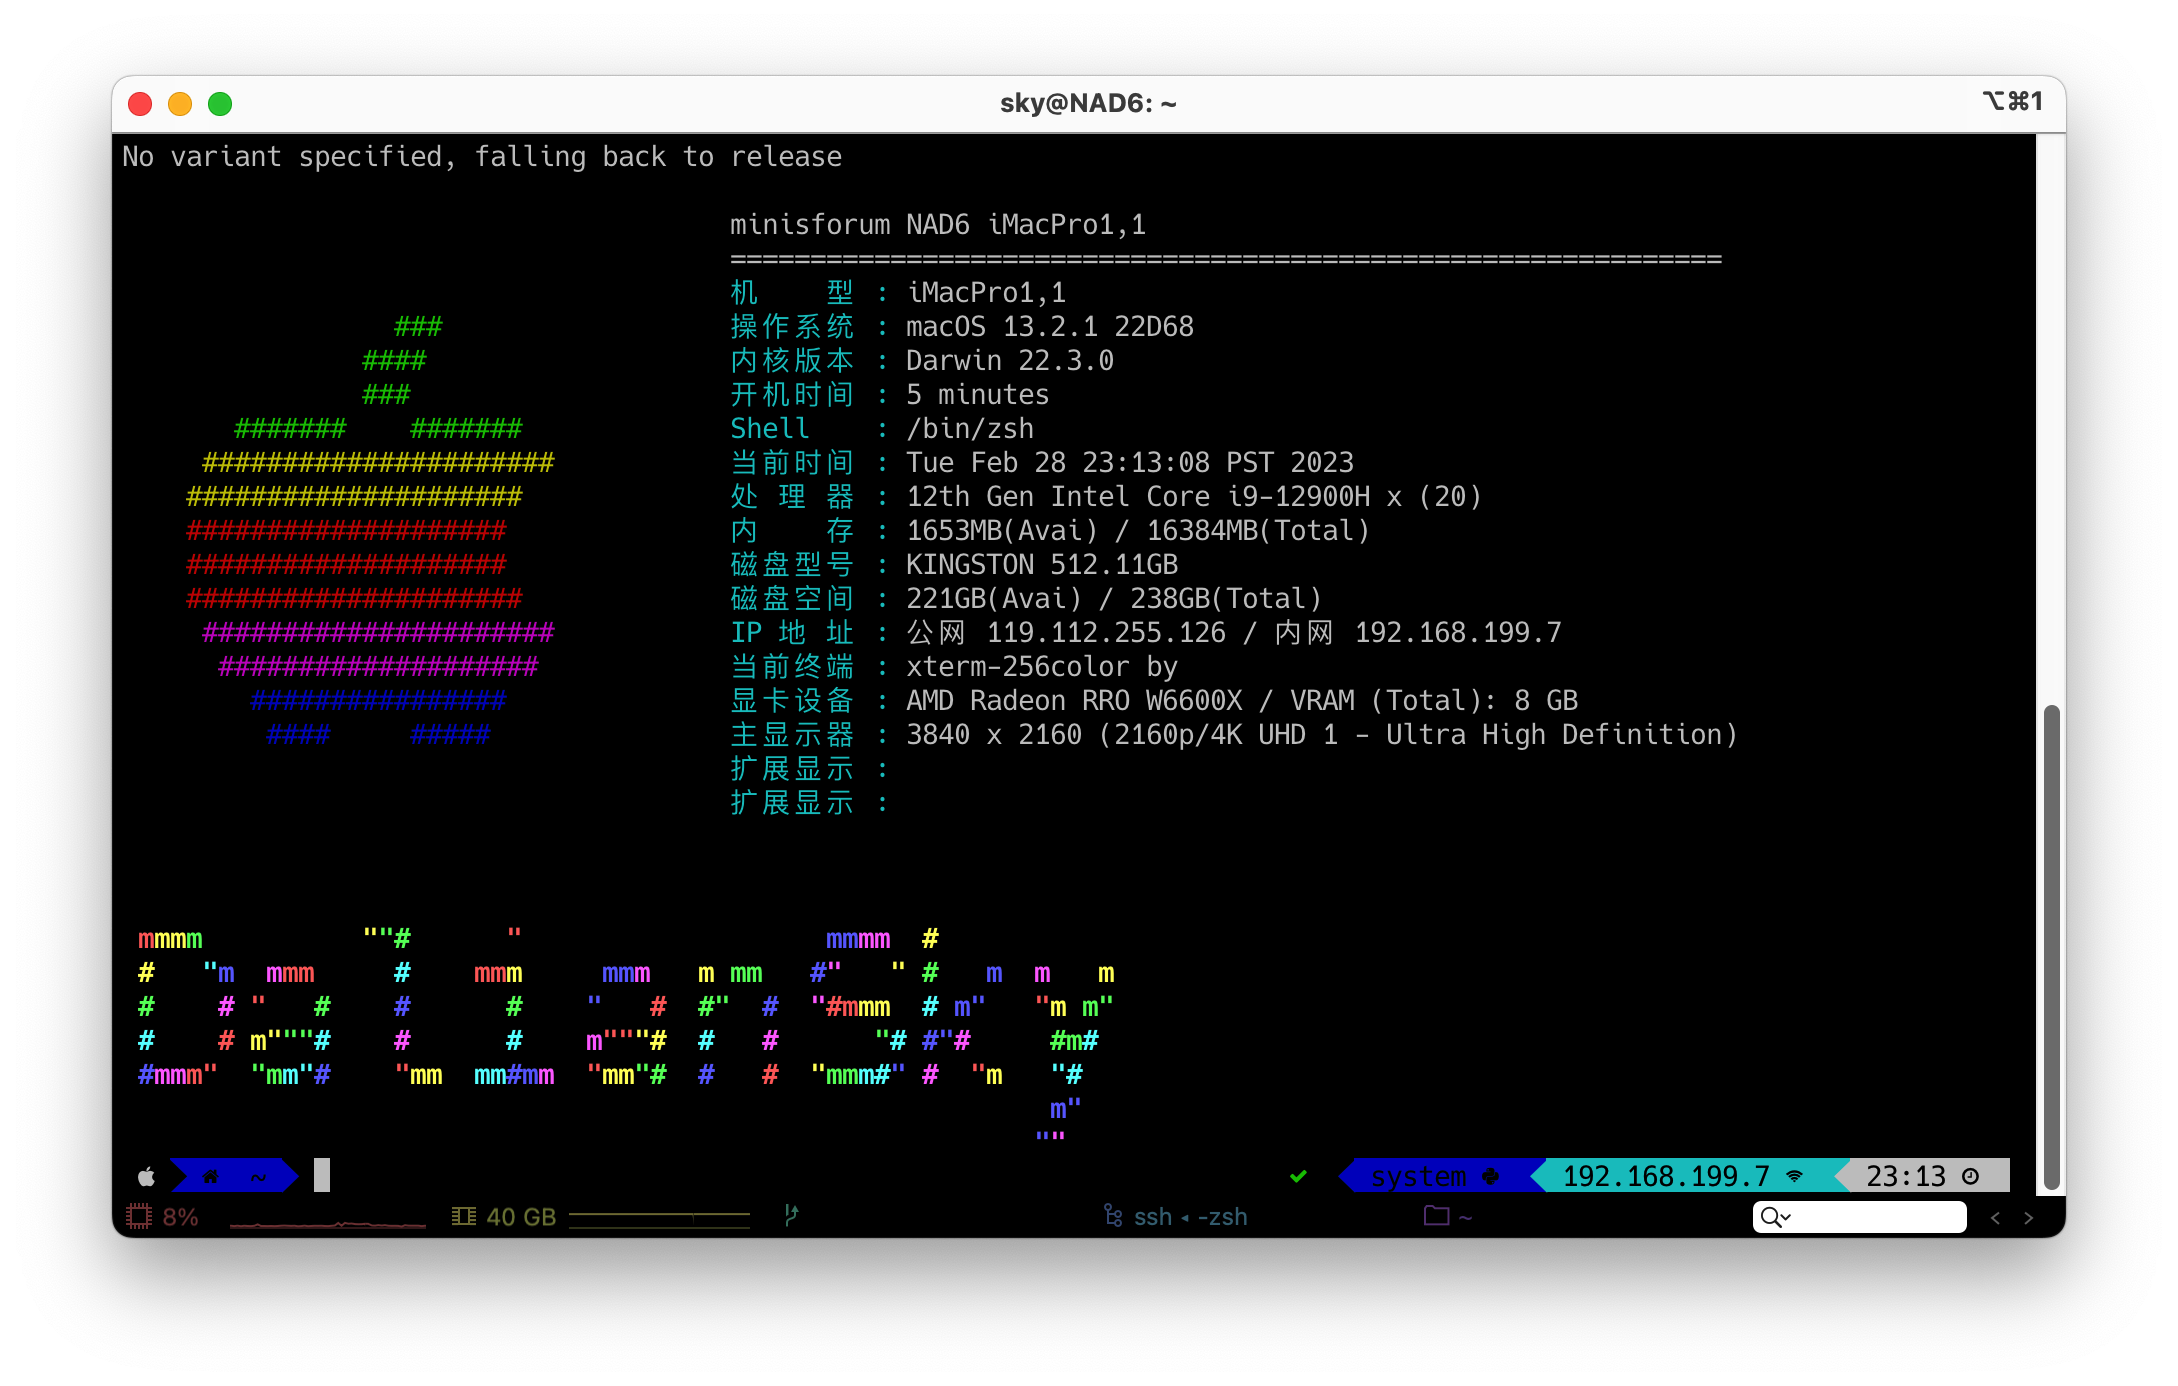 sky@NAD6: ~
⌥⌘1
No variant specified, falling back to release
minisforum NAD6 iMacPro1,1
==============================================================
机 型 : iMacPro1,1
操作系统 : macOS 13.2.1 22D68
内核版本 : Darwin 22.3.0
开机时间 : 5 minutes
Shell : /bin/zsh
当前时间 : Tue Feb 28 23:13:08 PST 2023
处 理 器 : 12th Gen Intel Core i9-12900H x (20)
内 存 : 1653MB(Avai) / 16384MB(Total)
磁盘型号 : KINGSTON 512.11GB
磁盘空间 : 221GB(Avai) / 238GB(Total)
IP 地 址 : 公网 119.112.255.126 / 内网 192.168.199.7
当前终端 : xterm-256color by
显卡设备 : AMD Radeon RRO W6600X / VRAM (Total): 8 GB
主显示器 : 3840 x 2160 (2160p/4K UHD 1 - Ultra High Definition)
扩展显示 :
扩展显示 :
DalianSky
~ system 192.168.199.7 23:13
8% 40 GB ssh ◂ -zsh ~